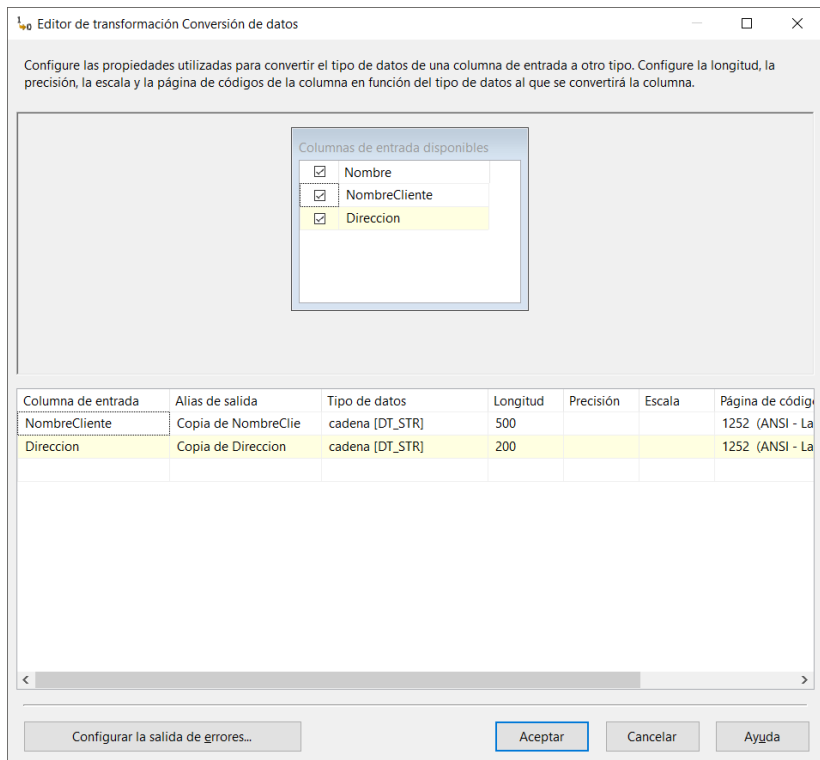 Editor de transformación Conversión de datos
Configure las propiedades utilizadas para convertir el tipo de datos de una columna de entrada a otro tipo. Configure la longitud, la
precisión, la escala y la página de códigos de la columna en función del tipo de datos al que se convertirá la columna.
Columnas de entrada disponibles
Nombre
NombreCliente
Direccion
Columna de entrada Alias de salida Tipo de datos Longitud Precisión Escala Página de código
NombreCliente Copia de NombreClie cadena [DT_STR] 500 1252 (ANSI - La
Direccion Copia de Direccion cadena [DT_STR] 200 1252 (ANSI - La
Configurar la salida de errores... Aceptar Cancelar Ayuda